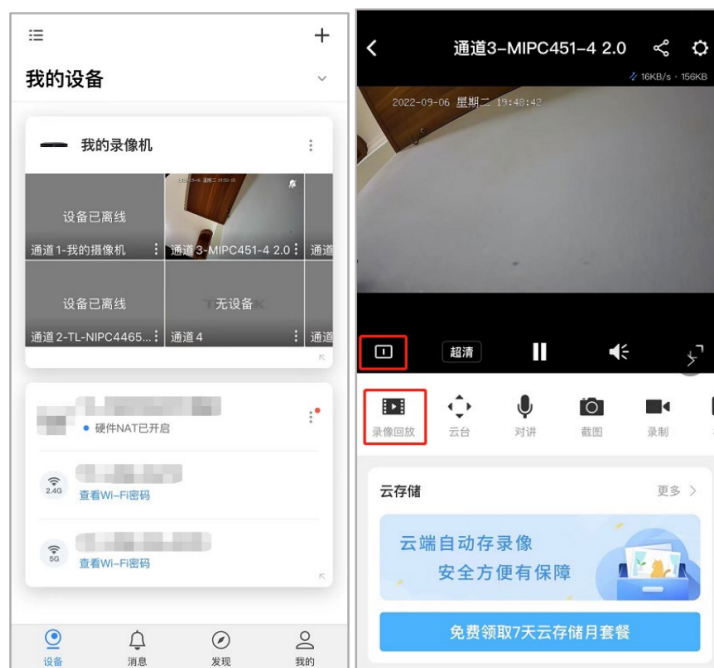 我的设备
我的录像机
设备已离线
通道1-我的摄像机
通道3-MIPC451-4 2.0
通道
设备已离线
无设备
通道2-TL-NIPC4465...
通道4
通道
硬件NAT已开启
2.4G
查看Wi-Fi密码
5G
查看Wi-Fi密码
设备
消息
发现
我的
通道3-MIPC451-4 2.0
16KB/s · 156KB
2022-09-06 星期二 19:48:42
超清
录像回放
云台
对讲
截图
录制
云存储
更多
云端自动存录像
安全方便有保障
免费领取7天云存储月套餐